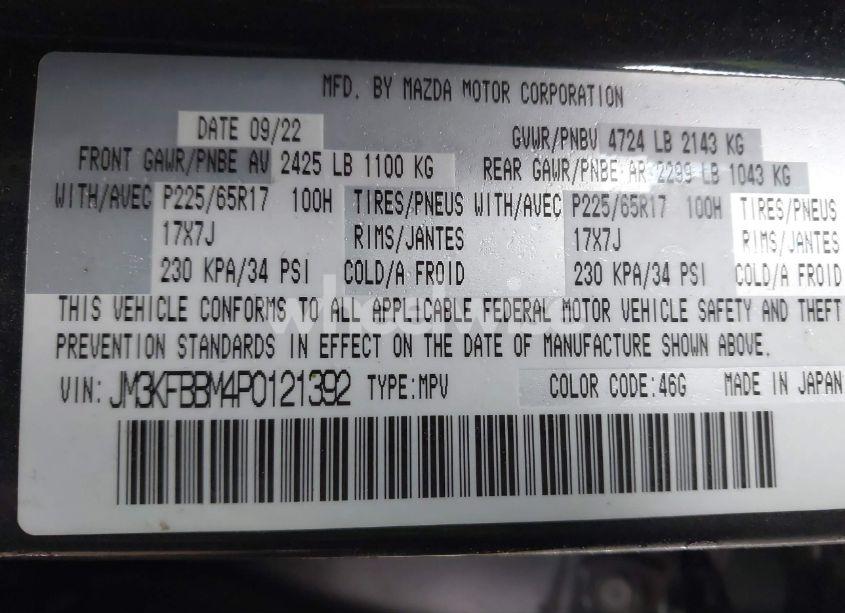 MFD. BY MAZDA MOTOR CORPORATION
DATE 09/22 GVWR/PNBV 4724 LB 2143 KG
FRONT GAWR/PNBE AV 2425 LB 1100 KG REAR GAWR/PNBE AR 2299 LB 1043 KG
WITH/AVEC P225/65R17 100H TIRES/PNEUS WITH/AVEC P225/65R17 100H TIRES/PNEUS
17X7J RIMS/JANTES 17X7J RIMS/JANTES
230 KPA/34 PSI COLD/A FROID 230 KPA/34 PSI COLD/A FROID
THIS VEHICLE CONFORMS TO ALL APPLICABLE FEDERAL MOTOR VEHICLE SAFETY AND THEFT
PREVENTION STANDARDS IN EFFECT ON THE DATE OF MANUFACTURE SHOWN ABOVE.
VIN: JM3KFBBM4P0121392 TYPE:MPV COLOR CODE:46G MADE IN JAPAN